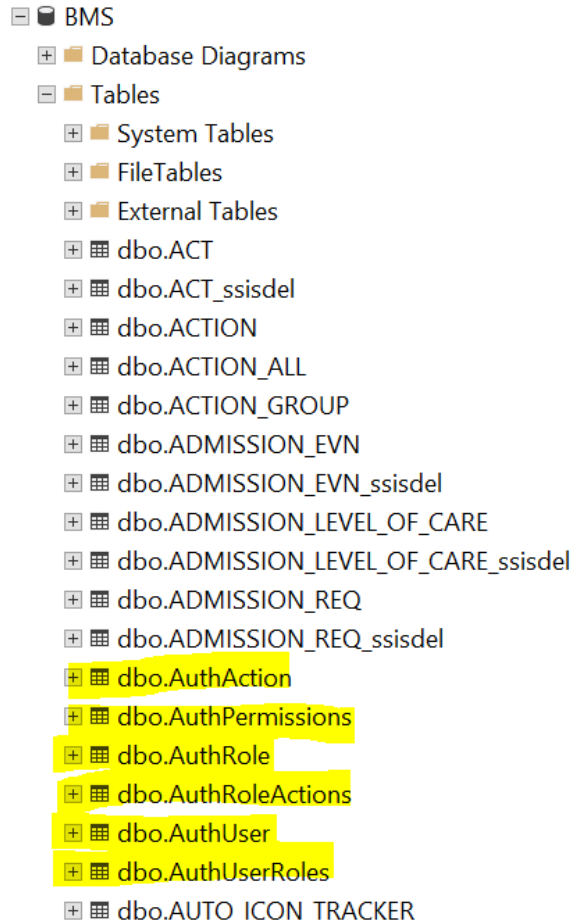 BMS
Database Diagrams
Tables
System Tables
FileTables
External Tables
dbo.ACT
dbo.ACT_ssisdel
dbo.ACTION
dbo.ACTION_ALL
dbo.ACTION_GROUP
dbo.ADMISSION_EVN
dbo.ADMISSION_EVN_ssisdel
dbo.ADMISSION_LEVEL_OF_CARE
dbo.ADMISSION_LEVEL_OF_CARE_ssisdel
dbo.ADMISSION_REQ
dbo.ADMISSION_REQ_ssisdel
dbo.AuthAction
dbo.AuthPermissions
dbo.AuthRole
dbo.AuthRoleActions
dbo.AuthUser
dbo.AuthUserRoles
dbo.AUTO_ICON_TRACKER